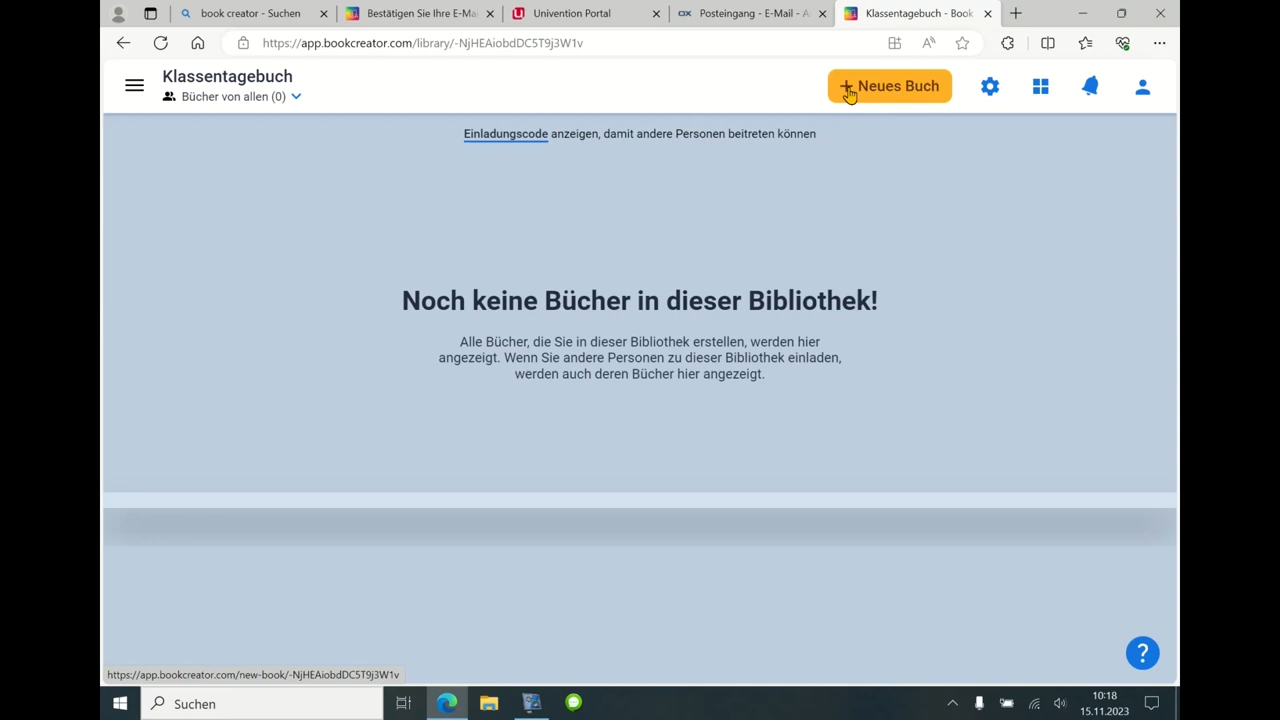 book creator - Suchen
Bestätigen Sie Ihre E-Ma
Univention Portal
Posteingang - E-Mail - A
Klassentagebuch - Book
https://app.bookcreator.com/library/-NjHEAiobdDC5T9j3W1v
Klassentagebuch
Bücher von allen (0)
+ Neues Buch
Einladungscode anzeigen, damit andere Personen beitreten können
Noch keine Bücher in dieser Bibliothek!
Alle Bücher, die Sie in dieser Bibliothek erstellen, werden hier
angezeigt. Wenn Sie andere Personen zu dieser Bibliothek einladen,
werden auch deren Bücher hier angezeigt.
?
https://app.bookcreator.com/new-book/-NjHEAiobdDC5T9j3W1v
Suchen
10:18
15.11.2023